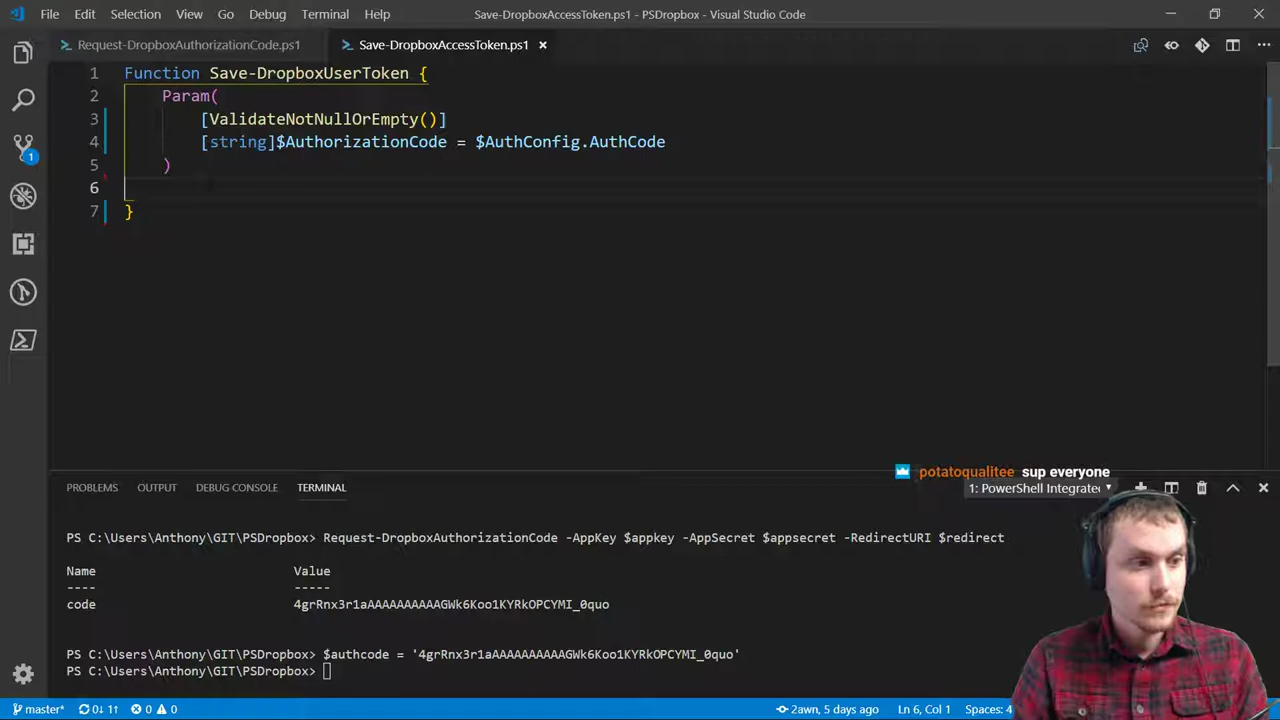 File Edit Selection View Go Debug Terminal Help
Save-DropboxAccessToken.ps1 - PSDropbox - Visual Studio Code
Request-DropboxAuthorizationCode.ps1
Save-DropboxAccessToken.ps1
1 Function Save-DropboxUserToken {
2 Param(
3 [ValidateNotNullOrEmpty()]
4 [string]$AuthorizationCode = $AuthConfig.AuthCode
5 )
6
7 }
1
potatoqualitee sup everyone
PROBLEMS OUTPUT DEBUG CONSOLE TERMINAL
1: PowerShell Integrate
PS C:\Users\Anthony\GIT\PSDropbox> Request-DropboxAuthorizationCode -AppKey $appkey -AppSecret $appsecret -RedirectURI $redirect
Name Value
---- -----
code 4grRnx3r1aAAAAAAAAAAGWk6Koo1KYRkOPCYMI_0quo
PS C:\Users\Anthony\GIT\PSDropbox> $authcode = '4grRnx3r1aAAAAAAAAAAGWk6Koo1KYRkOPCYMI_0quo'
PS C:\Users\Anthony\GIT\PSDropbox>
master* 0↓ 1↑ 0 0 2awn, 5 days ago Ln 6, Col 1 Spaces: 4